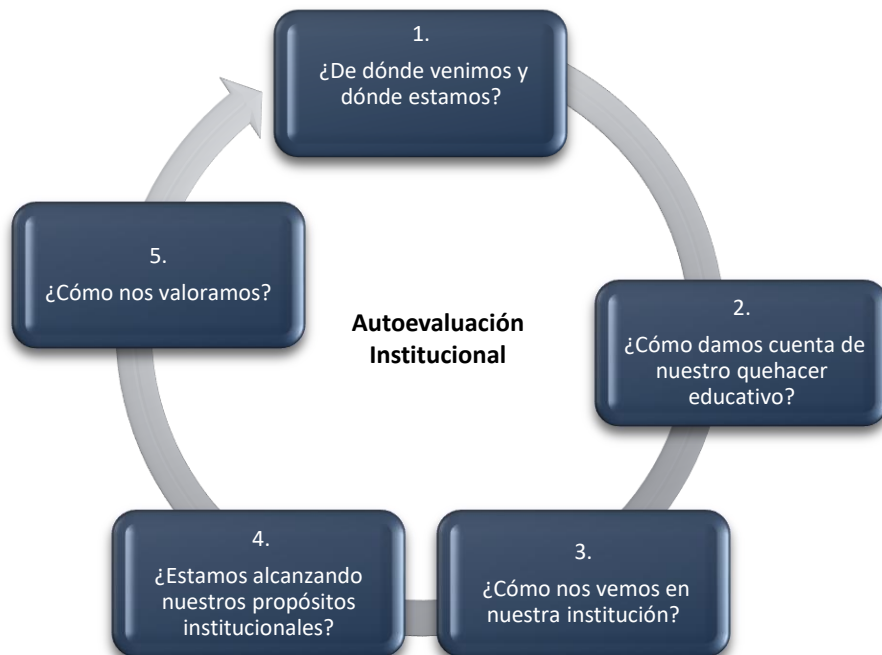 1.
¿De dónde venimos y
dónde estamos?
2.
¿Cómo damos cuenta de
nuestro quehacer
educativo?
3.
¿Cómo nos vemos en
nuestra institución?
4.
¿Estamos alcanzando
nuestros propósitos
institucionales?
5.
¿Cómo nos valoramos?
Autoevaluación
Institucional